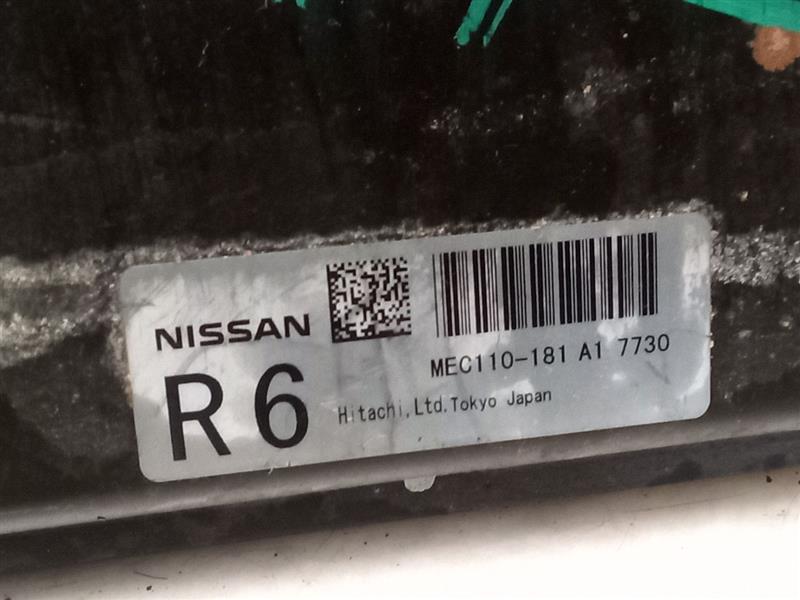 NISSAN
MEC110-181 A1 7730
R6
Hitachi,Ltd.Tokyo Japan